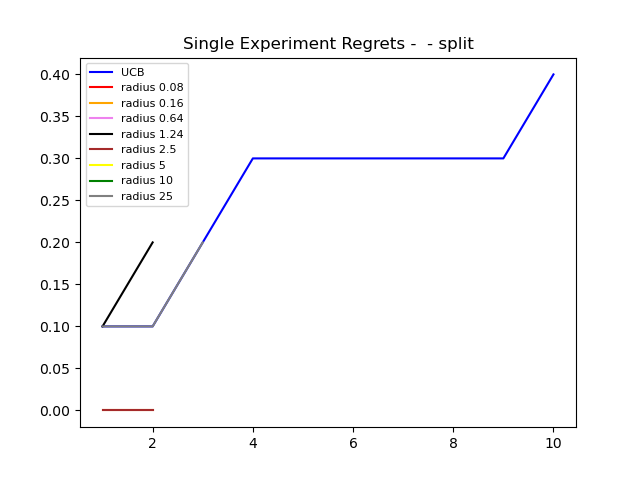 Single Experiment Regrets -  - split
UCB
radius 0.08
radius 0.16
radius 0.64
radius 1.24
radius 2.5
radius 5
radius 10
radius 25
0.40
0.35
0.30
0.25
0.20
0.15
0.10
0.05
0.00
2 4 6 8 10